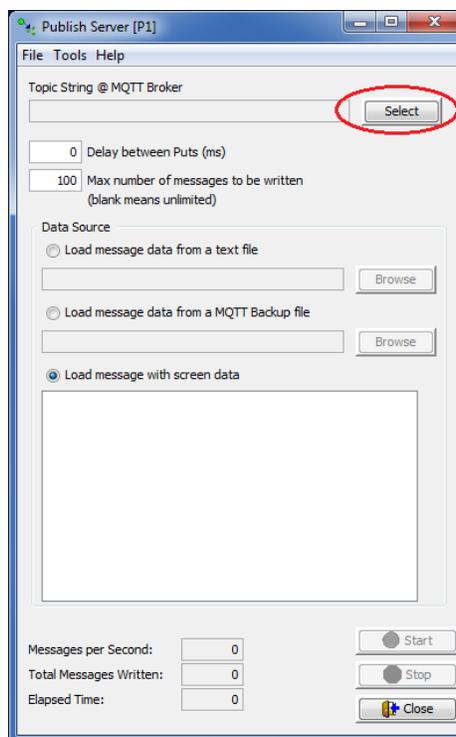 Publish Server [P1]
File Tools Help
Topic String @ MQTT Broker
Select
0 Delay between Puts (ms)
100 Max number of messages to be written
(blank means unlimited)
Data Source
Load message data from a text file
Browse
Load message data from a MQTT Backup file
Browse
Load message with screen data
Messages per Second: 0 Start
Total Messages Written: 0 Stop
Elapsed Time: 0 Close